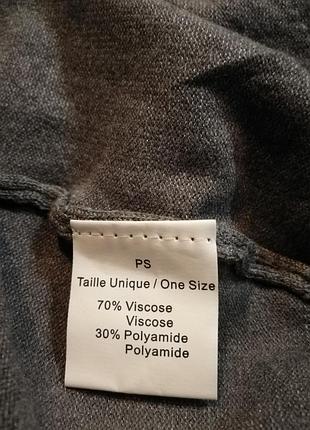 PS
Taille Unique / One Size
70% Viscose
Viscose
30% Polyamide
Polyamide